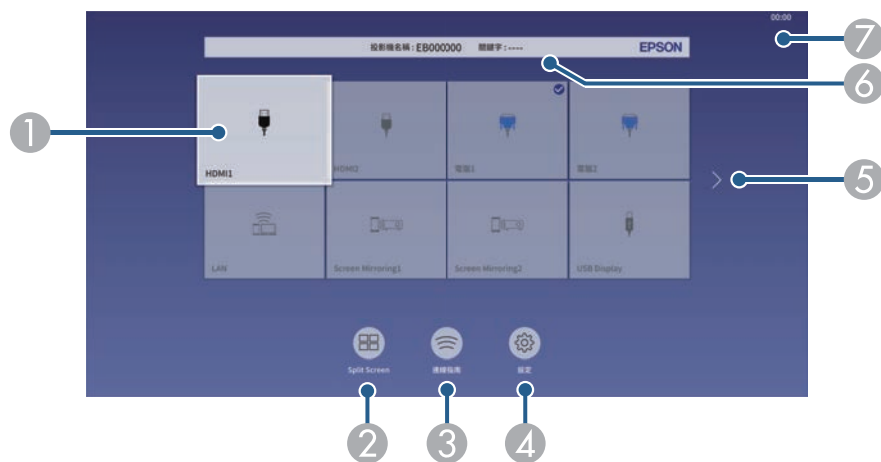 00:00
投影機名稱 : EB000000 關鍵字 : ---- EPSON
HDMI1 HDMI2 電腦1 電腦2
LAN Screen Mirroring1 Screen Mirroring2 USB Display
Split Screen 連線指南 設定
1
2
3
4
5
6
7